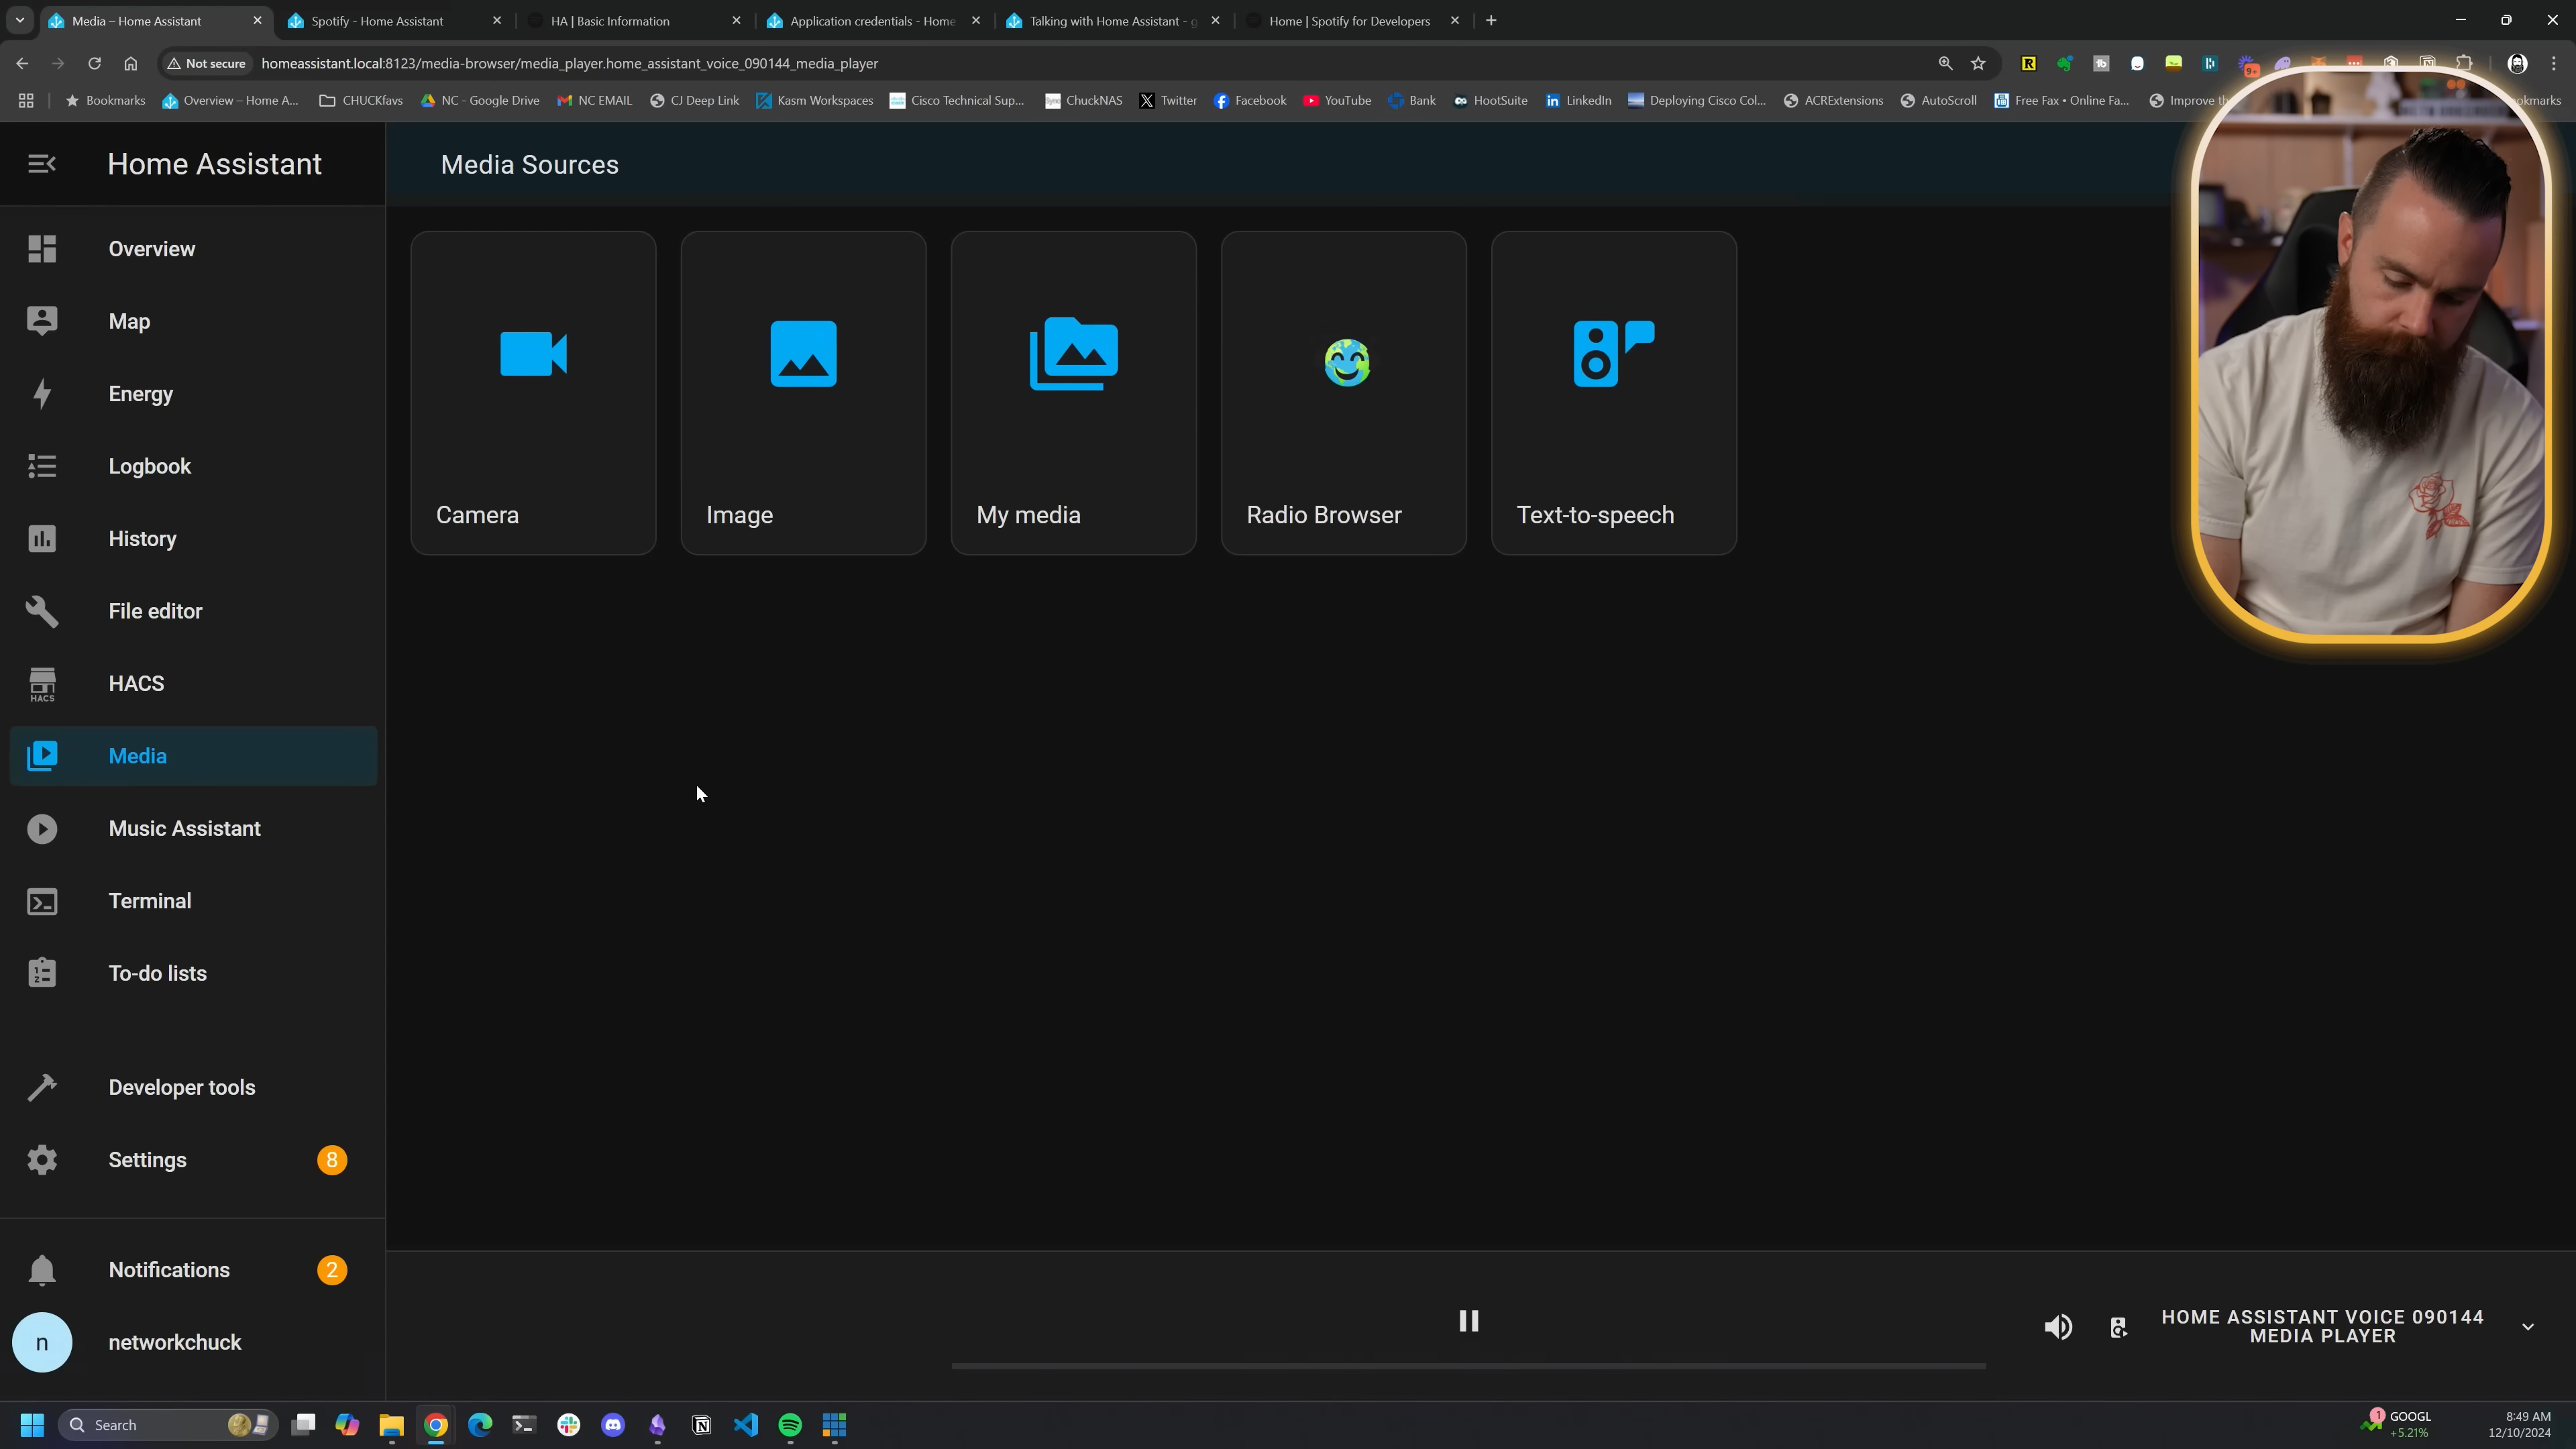 Media – Home Assistant
Spotify - Home Assistant
HA | Basic Information
Application credentials - Home
Talking with Home Assistant - g
Home | Spotify for Developers
Not secure
homeassistant.local:8123/media-browser/media_player.home_assistant_voice_090144_media_player
9+
Bookmarks
Overview – Home A...
CHUCKfavs
NC - Google Drive
NC EMAIL
CJ Deep Link
Kasm Workspaces
Cisco Technical Sup...
ChuckNAS
Twitter
Facebook
YouTube
Bank
HootSuite
LinkedIn
Deploying Cisco Col...
ACRExtensions
AutoScroll
Free Fax • Online Fa...
Improve
Home Assistant
Media Sources
Overview
Map
Energy
Logbook
History
File editor
HACS
HACS
Media
Music Assistant
Terminal
To-do lists
Developer tools
Settings
8
Notifications
2
n
networkchuck
Camera
Image
My media
Radio Browser
Text-to-speech
HOME ASSISTANT VOICE 090144
MEDIA PLAYER
Search
1
GOOGL
+5.21%
8:49 AM
12/10/2024